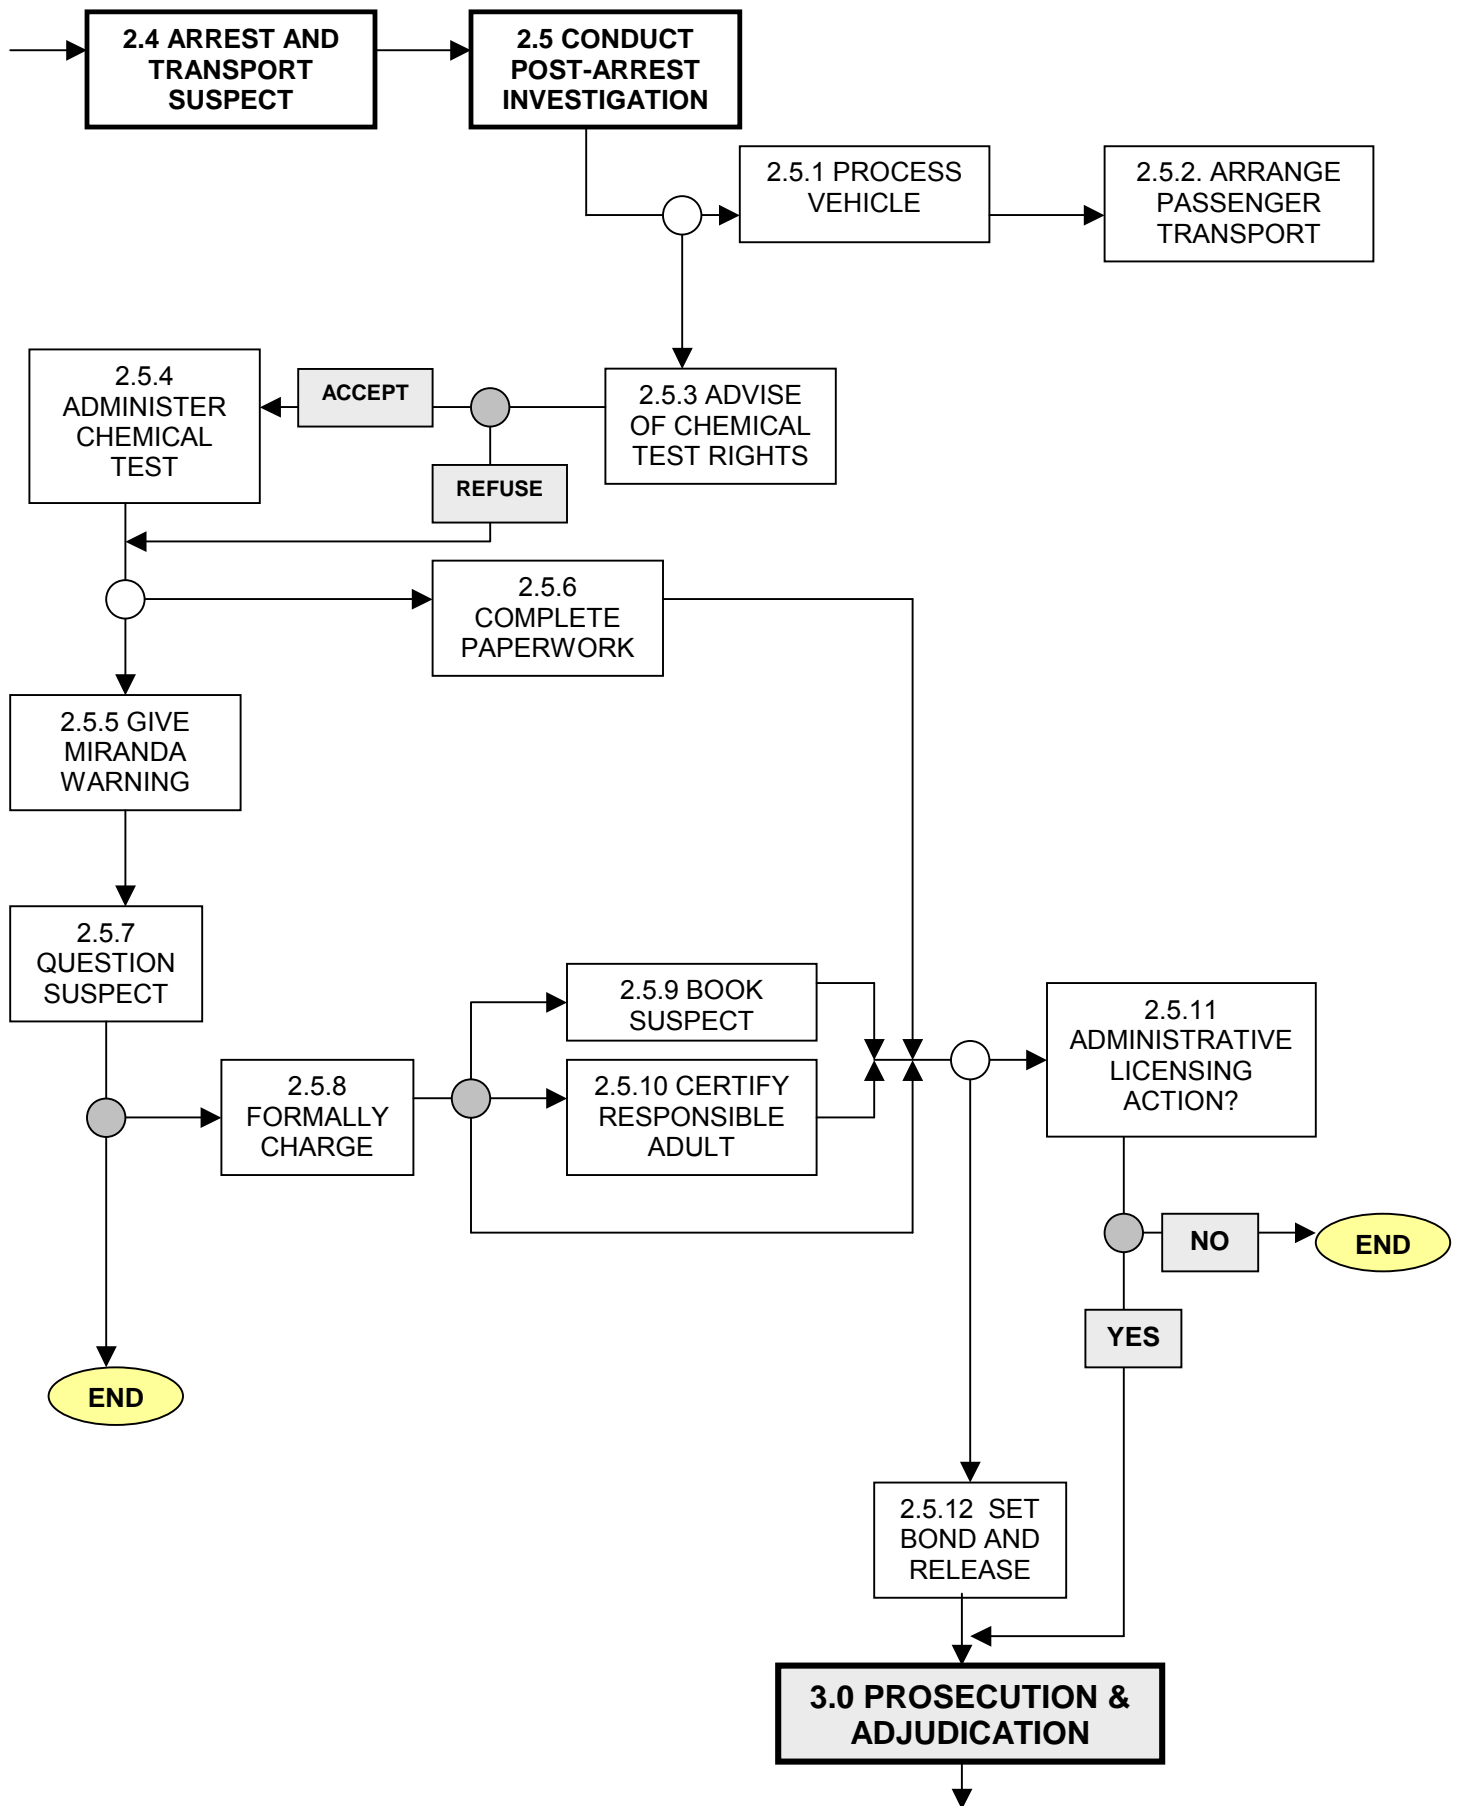 2.4 ARREST AND
TRANSPORT
SUSPECT
2.5 CONDUCT
POST-ARREST
INVESTIGATION
2.5.1 PROCESS
VEHICLE
2.5.2. ARRANGE
PASSENGER
TRANSPORT
2.5.4
ADMINISTER
CHEMICAL
TEST
ACCEPT
2.5.3 ADVISE
OF CHEMICAL
TEST RIGHTS
REFUSE
2.5.6
COMPLETE
PAPERWORK
2.5.5 GIVE
MIRANDA
WARNING
2.5.7
QUESTION
SUSPECT
2.5.8
FORMALLY
CHARGE
2.5.9 BOOK
SUSPECT
2.5.10 CERTIFY
RESPONSIBLE
ADULT
2.5.11
ADMINISTRATIVE
LICENSING
ACTION?
NO
END
YES
END
2.5.12  SET
BOND AND
RELEASE
3.0 PROSECUTION &
ADJUDICATION